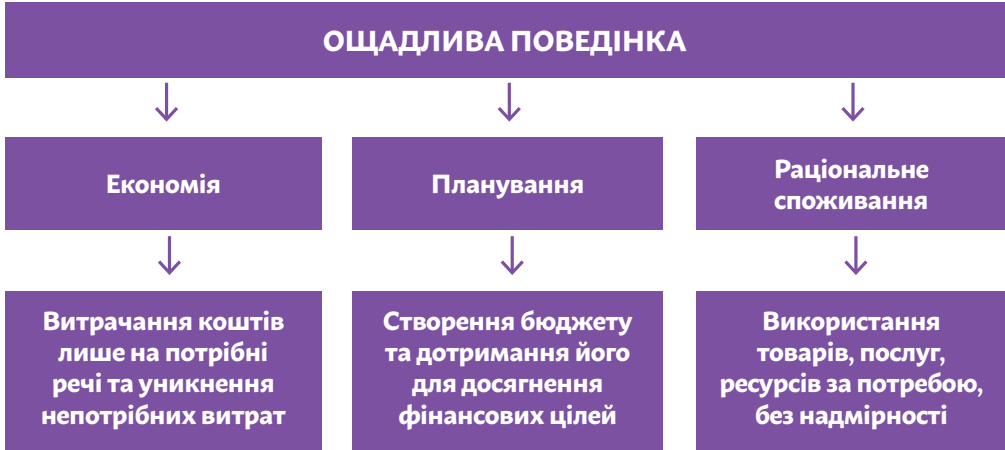 ОЩАДЛИВА ПОВЕДІНКА
Економія
Планування
Раціональне
споживання
Витрачання коштів
лише на потрібні
речі та уникнення
непотрібних витрат
Створення бюджету
та дотримання його
для досягнення
фінансових цілей
Використання
товарів, послуг,
ресурсів за потребою,
без надмірності